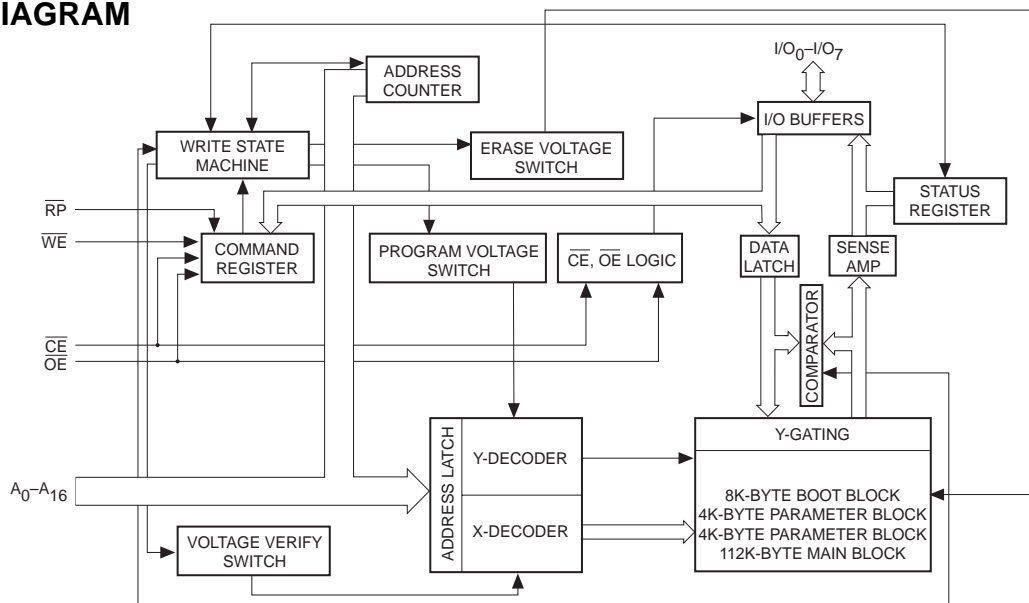 IAGRAM
I/O0–I/O7
ADDRESS
COUNTER
I/O BUFFERS
WRITE STATE
MACHINE
ERASE VOLTAGE
SWITCH
STATUS
REGISTER
RP
WE
COMMAND
REGISTER
PROGRAM VOLTAGE
SWITCH
CE, OE LOGIC
DATA
LATCH
SENSE
AMP
CE
OE
COMPARATOR
A0–A16
ADDRESS LATCH
Y-DECODER
X-DECODER
Y-GATING
8K-BYTE BOOT BLOCK
4K-BYTE PARAMETER BLOCK
4K-BYTE PARAMETER BLOCK
112K-BYTE MAIN BLOCK
VOLTAGE VERIFY
SWITCH